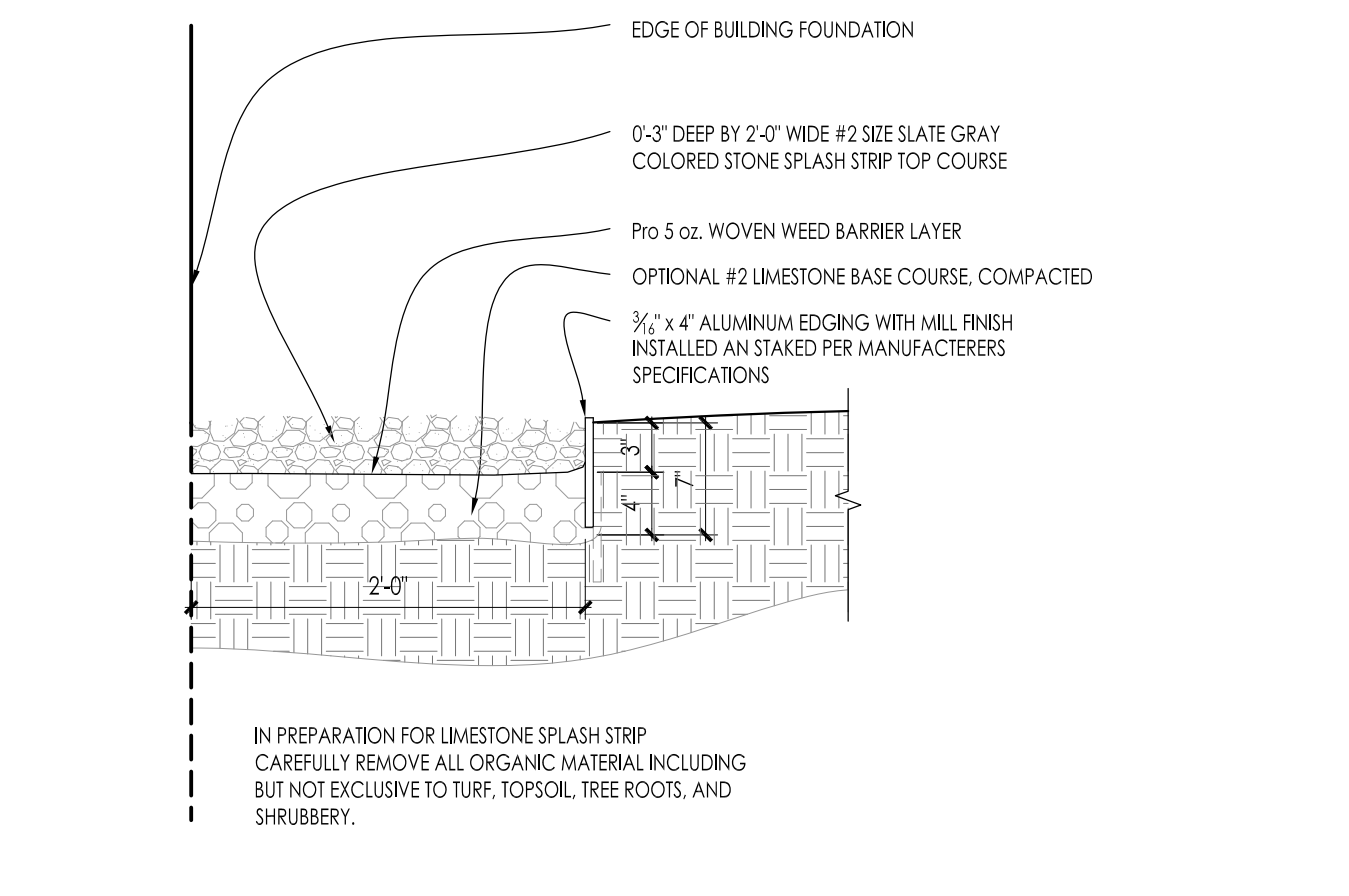 EDGE OF BUILDING FOUNDATION
0'-3" DEEP BY 2'-0" WIDE #2 SIZE SLATE GRAY
COLORED STONE SPLASH STRIP TOP COURSE
Pro 5 oz. WOVEN WEED BARRIER LAYER
OPTIONAL #2 LIMESTONE BASE COURSE, COMPACTED
3/16" x 4" ALUMINUM EDGING WITH MILL FINISH
INSTALLED AN STAKED PER MANUFACTERERS
SPECIFICATIONS
3"
7"
4"
2'-0"
IN PREPARATION FOR LIMESTONE SPLASH STRIP
CAREFULLY REMOVE ALL ORGANIC MATERIAL INCLUDING
BUT NOT EXCLUSIVE TO TURF, TOPSOIL, TREE ROOTS, AND
SHRUBBERY.